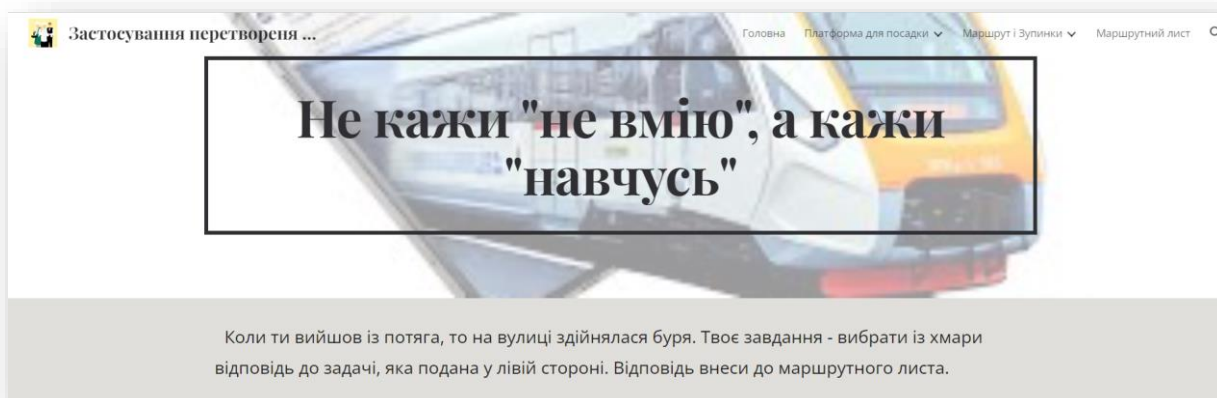 Застосування перетвореня ...
Головна Платформа для посадки Маршрут і Зупинки Маршрутний лист
Не кажи "не вмію", а кажи
"навчусь"
Коли ти вийшов із потяга, то на вулиці здійнялася буря. Твоє завдання - вибрати із хмари
відповідь до задачі, яка подана у лівій стороні. Відповідь внеси до маршрутного листа.